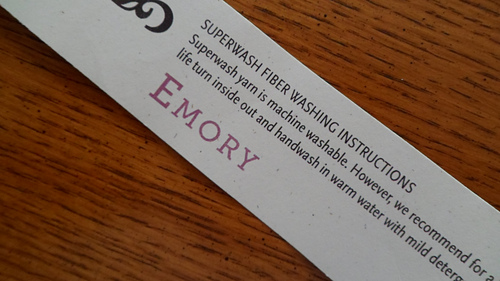 SUPERWASH FIBER WASHING INSTRUCTIONS
Superwash yarn is machine washable. However, we recommend for a
life turn inside out and handwash in warm water with mild
EMORY